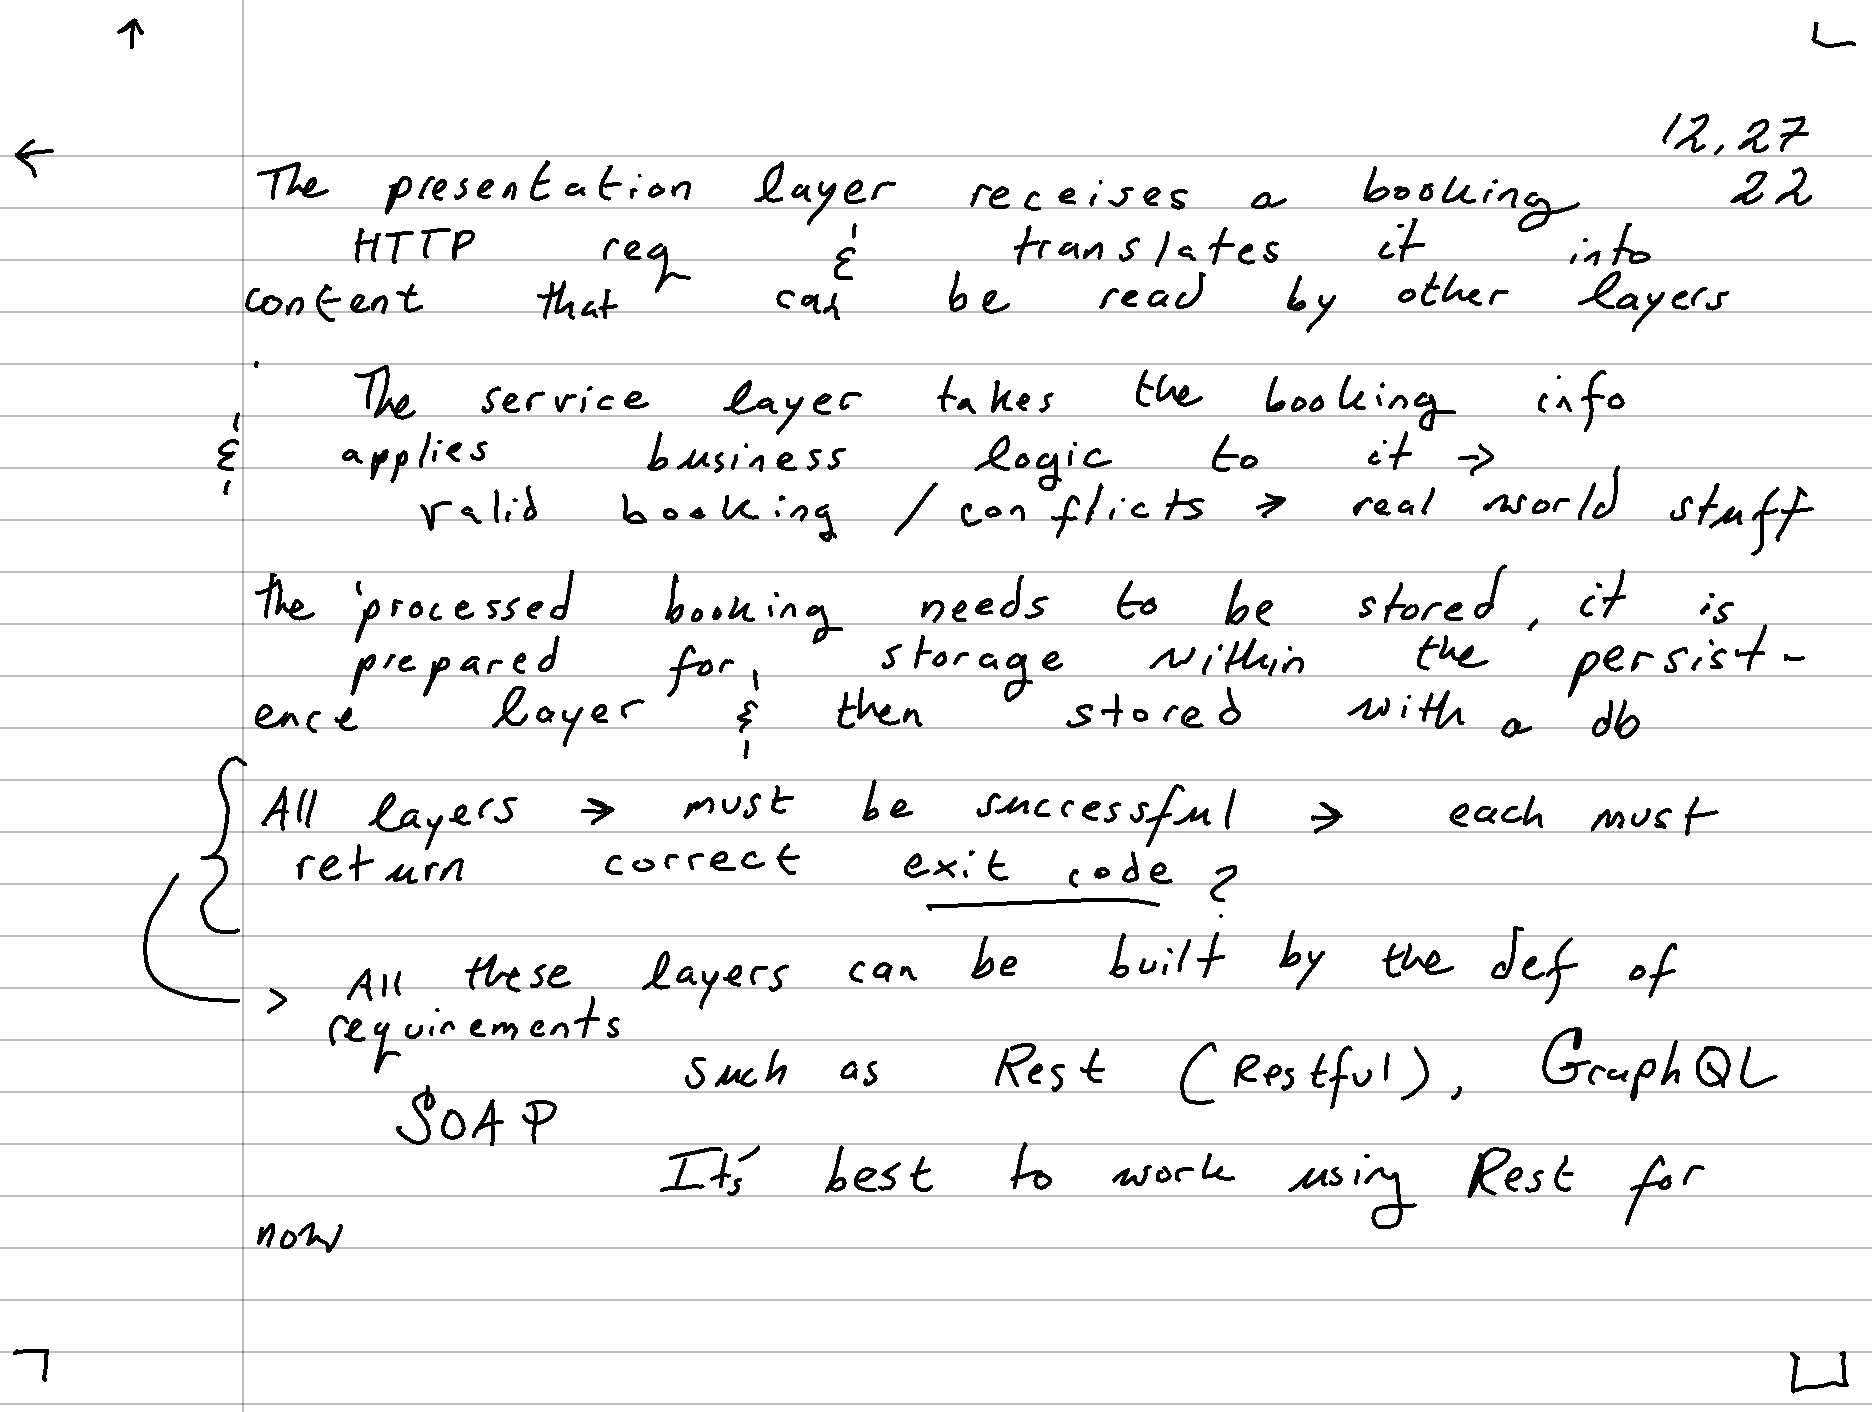 12,27
The presentation layer receises a booking 22
HTTP req & translates it into
content that can be read by other layers
The service layer takes the booking info
& applies business logic to it →
valid booking / conflicts → real world stuff
The processed booking needs to be stored, it is
prepared for storage within the persist-
ence layer & then stored with a db
All layers → must be successful → each must
return correct exit code ?
> All these layers can be built by the def of
requirements
such as Rest (Restful), GraphQL
SOAP
It's best to work using Rest for
now